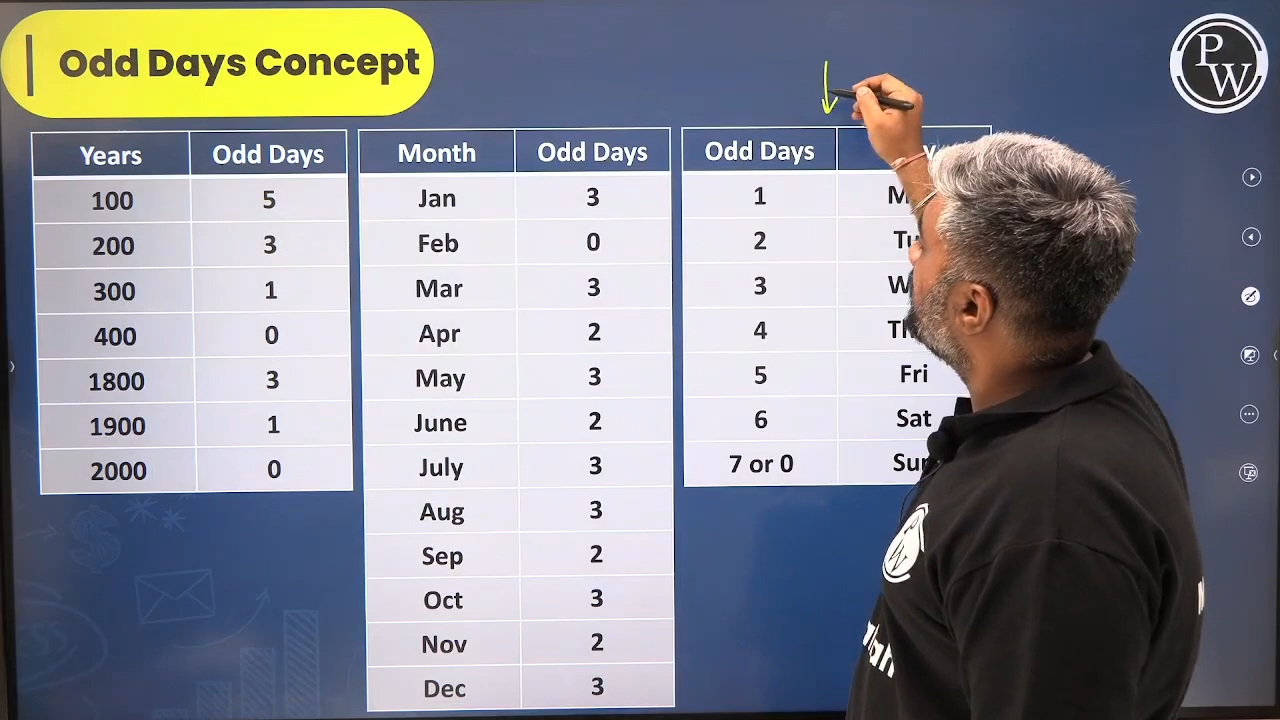 Odd Days Concept
PW
Years Odd Days
100 5
200 3
300 1
400 0
1800 3
1900 1
2000 0
Month Odd Days
Jan 3
Feb 0
Mar 3
Apr 2
May 3
June 2
July 3
Aug 3
Sep 2
Oct 3
Nov 2
Dec 3
Odd Days
1
2
3
4
5 Fri
6 Sat
7 or 0 Sun